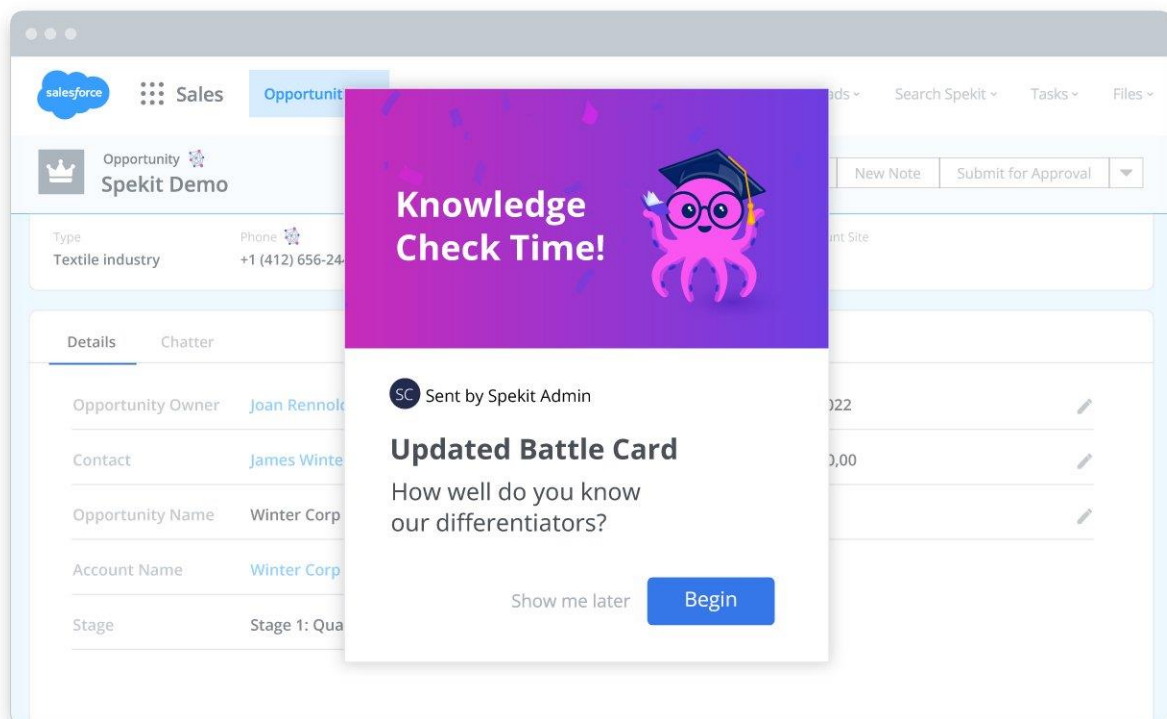 salesforce
Sales
Opportunit
ads
Search Spekit
Tasks
Files
Opportunity
Spekit Demo
New Note
Submit for Approval
Type
Phone
unt Site
Textile industry
+1 (412) 656-24
Knowledge
Check Time!
Details
Chatter
SC
Sent by Spekit Admin
Updated Battle Card
How well do you know
our differentiators?
Show me later
Begin
Opportunity Owner
Joan Rennol
022
Contact
James Winte
0,00
Opportunity Name
Winter Corp
Account Name
Winter Corp
Stage
Stage 1: Qua